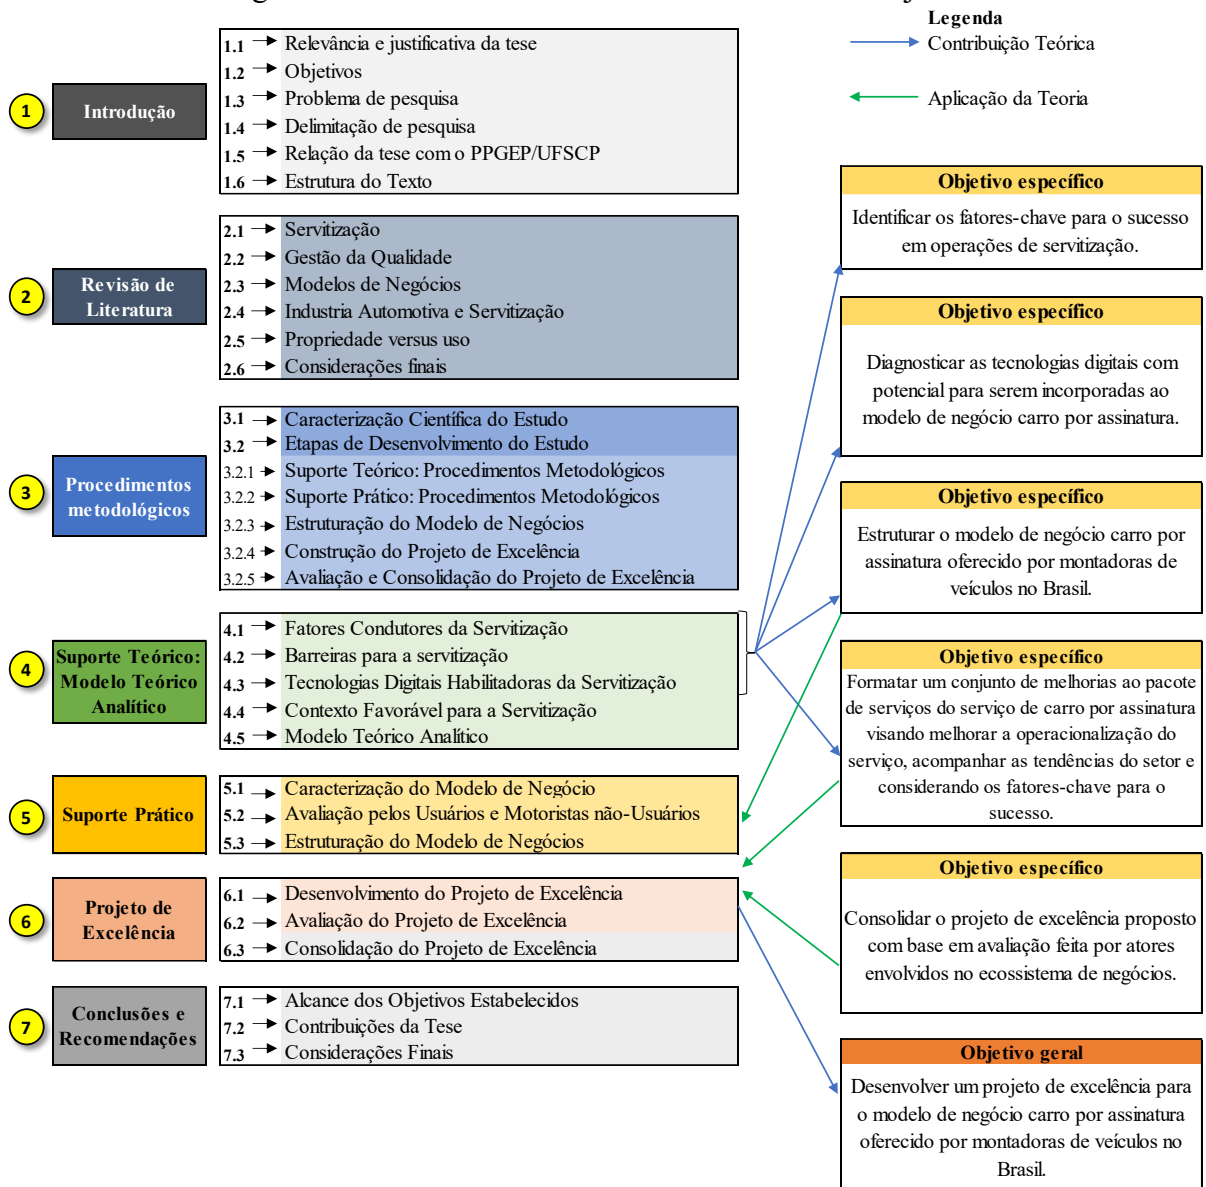 Legenda
Contribuição Teórica
Aplicação da Teoria
1
Introdução
1.1 Relevância e justificativa da tese
1.2 Objetivos
1.3 Problema de pesquisa
1.4 Delimitação de pesquisa
1.5 Relação da tese com o PPGEP/UFSCP
1.6 Estrutura do Texto
2
Revisão de
Literatura
2.1 Servitização
2.2 Gestão da Qualidade
2.3 Modelos de Negócios
2.4 Industria Automotiva e Servitização
2.5 Propriedade versus uso
2.6 Considerações finais
3
Procedimentos
metodológicos
3.1 Caracterização Científica do Estudo
3.2 Etapas de Desenvolvimento do Estudo
3.2.1 Suporte Teórico: Procedimentos Metodológicos
3.2.2 Suporte Prático: Procedimentos Metodológicos
3.2.3 Estruturação do Modelo de Negócios
3.2.4 Construção do Projeto de Excelência
3.2.5 Avaliação e Consolidação do Projeto de Excelência
4
Suporte Teórico:
Modelo Teórico
Analítico
4.1 Fatores Condutores da Servitização
4.2 Barreiras para a servitização
4.3 Tecnologias Digitais Habilitadoras da Servitização
4.4 Contexto Favorável para a Servitização
4.5 Modelo Teórico Analítico
5
Suporte Prático
5.1 Caracterização do Modelo de Negócio
5.2 Avaliação pelos Usuários e Motoristas não-Usuários
5.3 Estruturação do Modelo de Negócios
6
Projeto de
Excelência
6.1 Desenvolvimento do Projeto de Excelência
6.2 Avaliação do Projeto de Excelência
6.3 Consolidação do Projeto de Excelência
7
Conclusões e
Recomendações
7.1 Alcance dos Objetivos Estabelecidos
7.2 Contribuições da Tese
7.3 Considerações Finais
Objetivo específico
Identificar os fatores-chave para o sucesso
em operações de servitização.
Objetivo específico
Diagnosticar as tecnologias digitais com
potencial para serem incorporadas ao
modelo de negócio carro por assinatura.
Objetivo específico
Estruturar o modelo de negócio carro por
assinatura oferecido por montadoras de
veículos no Brasil.
Objetivo específico
Formatar um conjunto de melhorias ao pacote
de serviços do serviço de carro por assinatura
visando melhorar a operacionalização do
serviço, acompanhar as tendências do setor e
considerando os fatores-chave para o
sucesso.
Objetivo específico
Consolidar o projeto de excelência proposto
com base em avaliação feita por atores
envolvidos no ecossistema de negócios.
Objetivo geral
Desenvolver um projeto de excelência para
o modelo de negócio carro por assinatura
oferecido por montadoras de veículos no
Brasil.